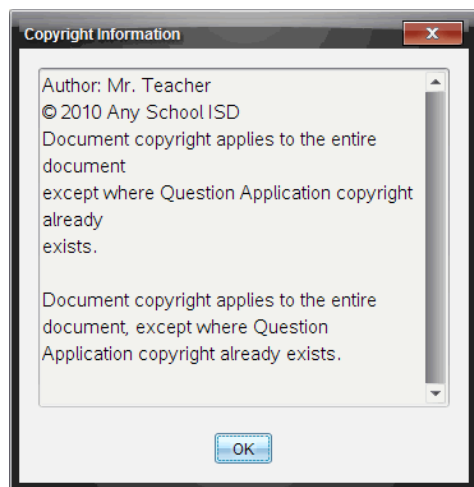 Copyright Information
Author: Mr. Teacher
© 2010 Any School ISD
Document copyright applies to the entire
document
except where Question Application copyright
already
exists.
Document copyright applies to the entire
document, except where Question
Application copyright already exists.
OK